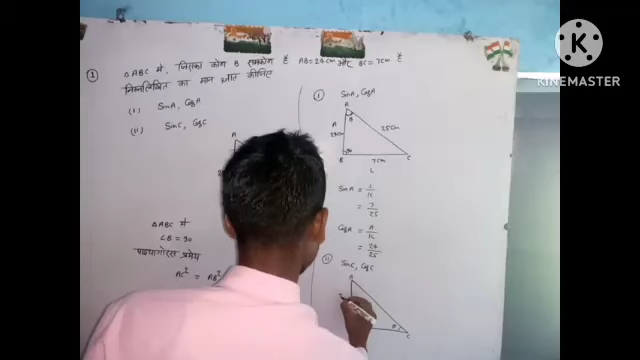 ① △ABC में, जिसका कोण B समकोण है AB=24cm और BC=7cm है
निम्नलिखित का मान ज्ञात कीजिए
(i) SinA, CosA
(ii) SinC, CosC
A
△ABC में
∠B = 90
पाइथागोरस प्रमेय
AC² = AB²
① SinA, CosA
A
A
24cm
25cm
B
7cm
C
L
SinA = L/K
= 7/25
CosA = A/K
= 24/25
② SinC, CosC
A
C
KINEMASTER